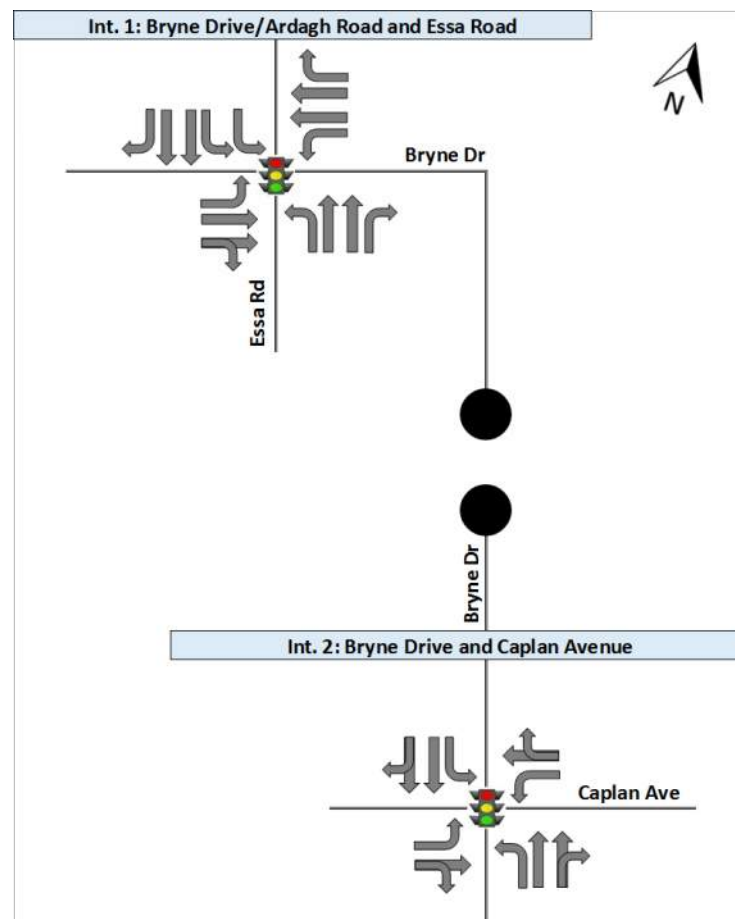 Int. 1: Bryne Drive/Ardagh Road and Essa Road
N
Bryne Dr
Essa Rd
Bryne Dr
Int. 2: Bryne Drive and Caplan Avenue
Caplan Ave